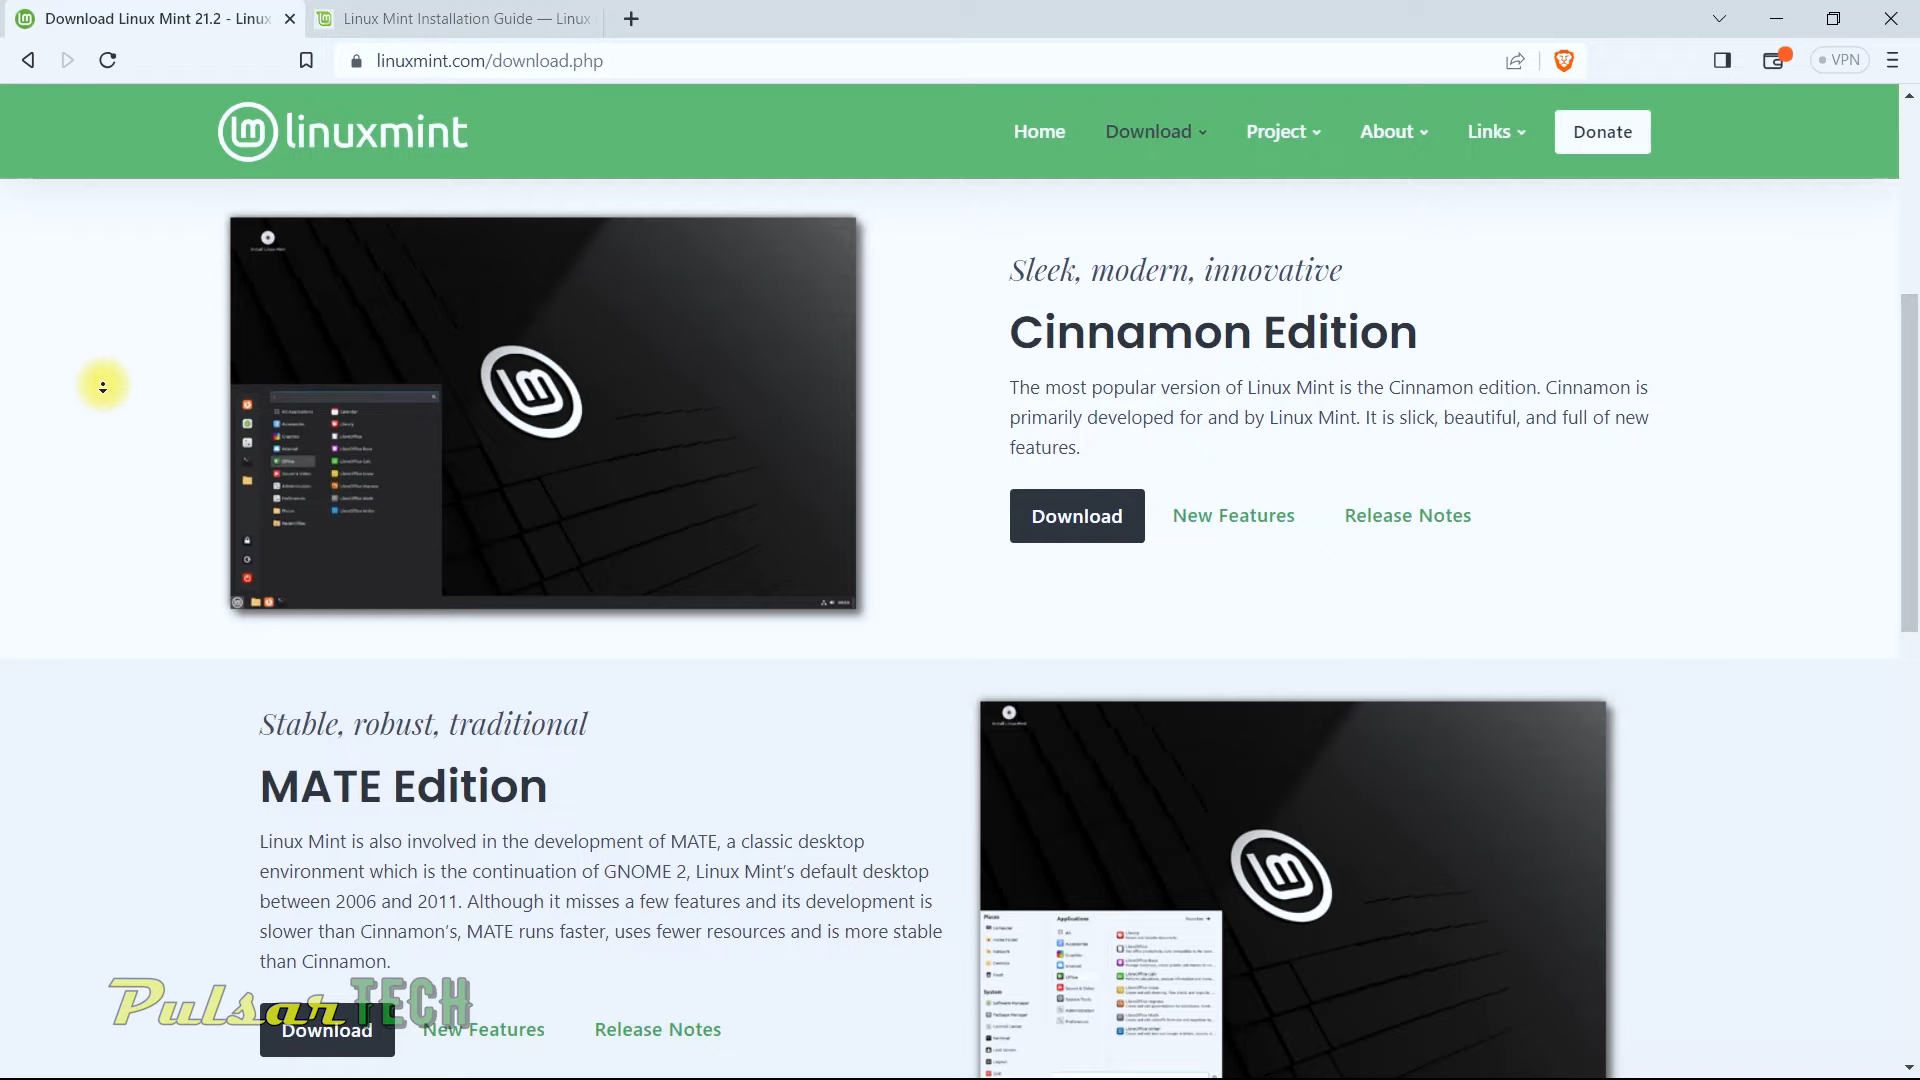 Download Linux Mint 21.2 - Linux
Linux Mint Installation Guide — Linux
linuxmint.com/download.php
VPN
linuxmint
Home
Download
Project
About
Links
Donate
Sleek, modern, innovative
Cinnamon Edition
The most popular version of Linux Mint is the Cinnamon edition. Cinnamon is
primarily developed for and by Linux Mint. It is slick, beautiful, and full of new
features.
Download
New Features
Release Notes
Stable, robust, traditional
MATE Edition
Linux Mint is also involved in the development of MATE, a classic desktop
environment which is the continuation of GNOME 2, Linux Mint's default desktop
between 2006 and 2011. Although it misses a few features and its development is
slower than Cinnamon's, MATE runs faster, uses fewer resources and is more stable
than Cinnamon.
Pulsar TECH
Download
New Features
Release Notes
Places
Applications
System